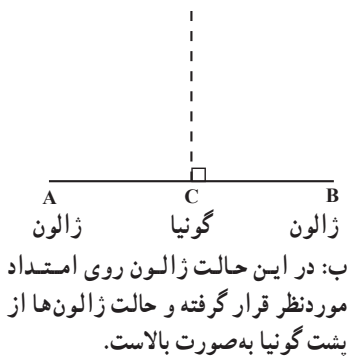 A C B
ژالون گونیا ژالون
ب: در این حالت ژالون روی امتداد
موردنظر قرار گرفته و حالت ژالون‌ها از
پشت گونیا به‌صورت بالاست.